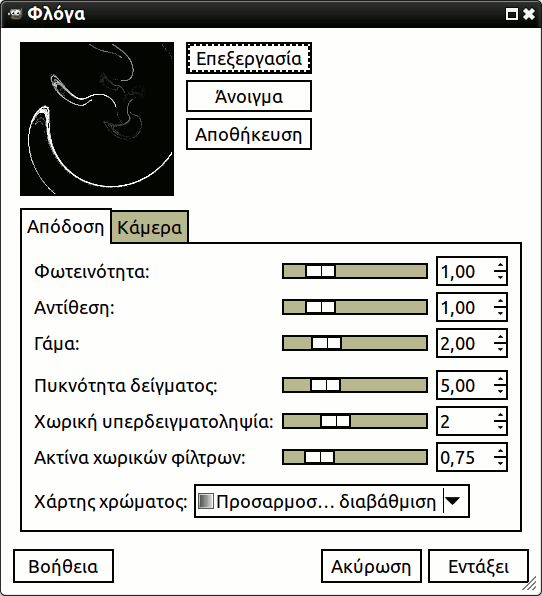 Φλόγα
Επεξεργασία
Άνοιγμα
Αποθήκευση
Απόδοση Κάμερα
Φωτεινότητα: 1,00
Αντίθεση: 1,00
Γάμα: 2,00
Πυκνότητα δείγματος: 5,00
Χωρική υπερδειγματοληψία: 2
Ακτίνα χωρικών φίλτρων: 0,75
Χάρτης χρώματος: Προσαρμοσ… διαβάθμιση
Βοήθεια Ακύρωση Εντάξει